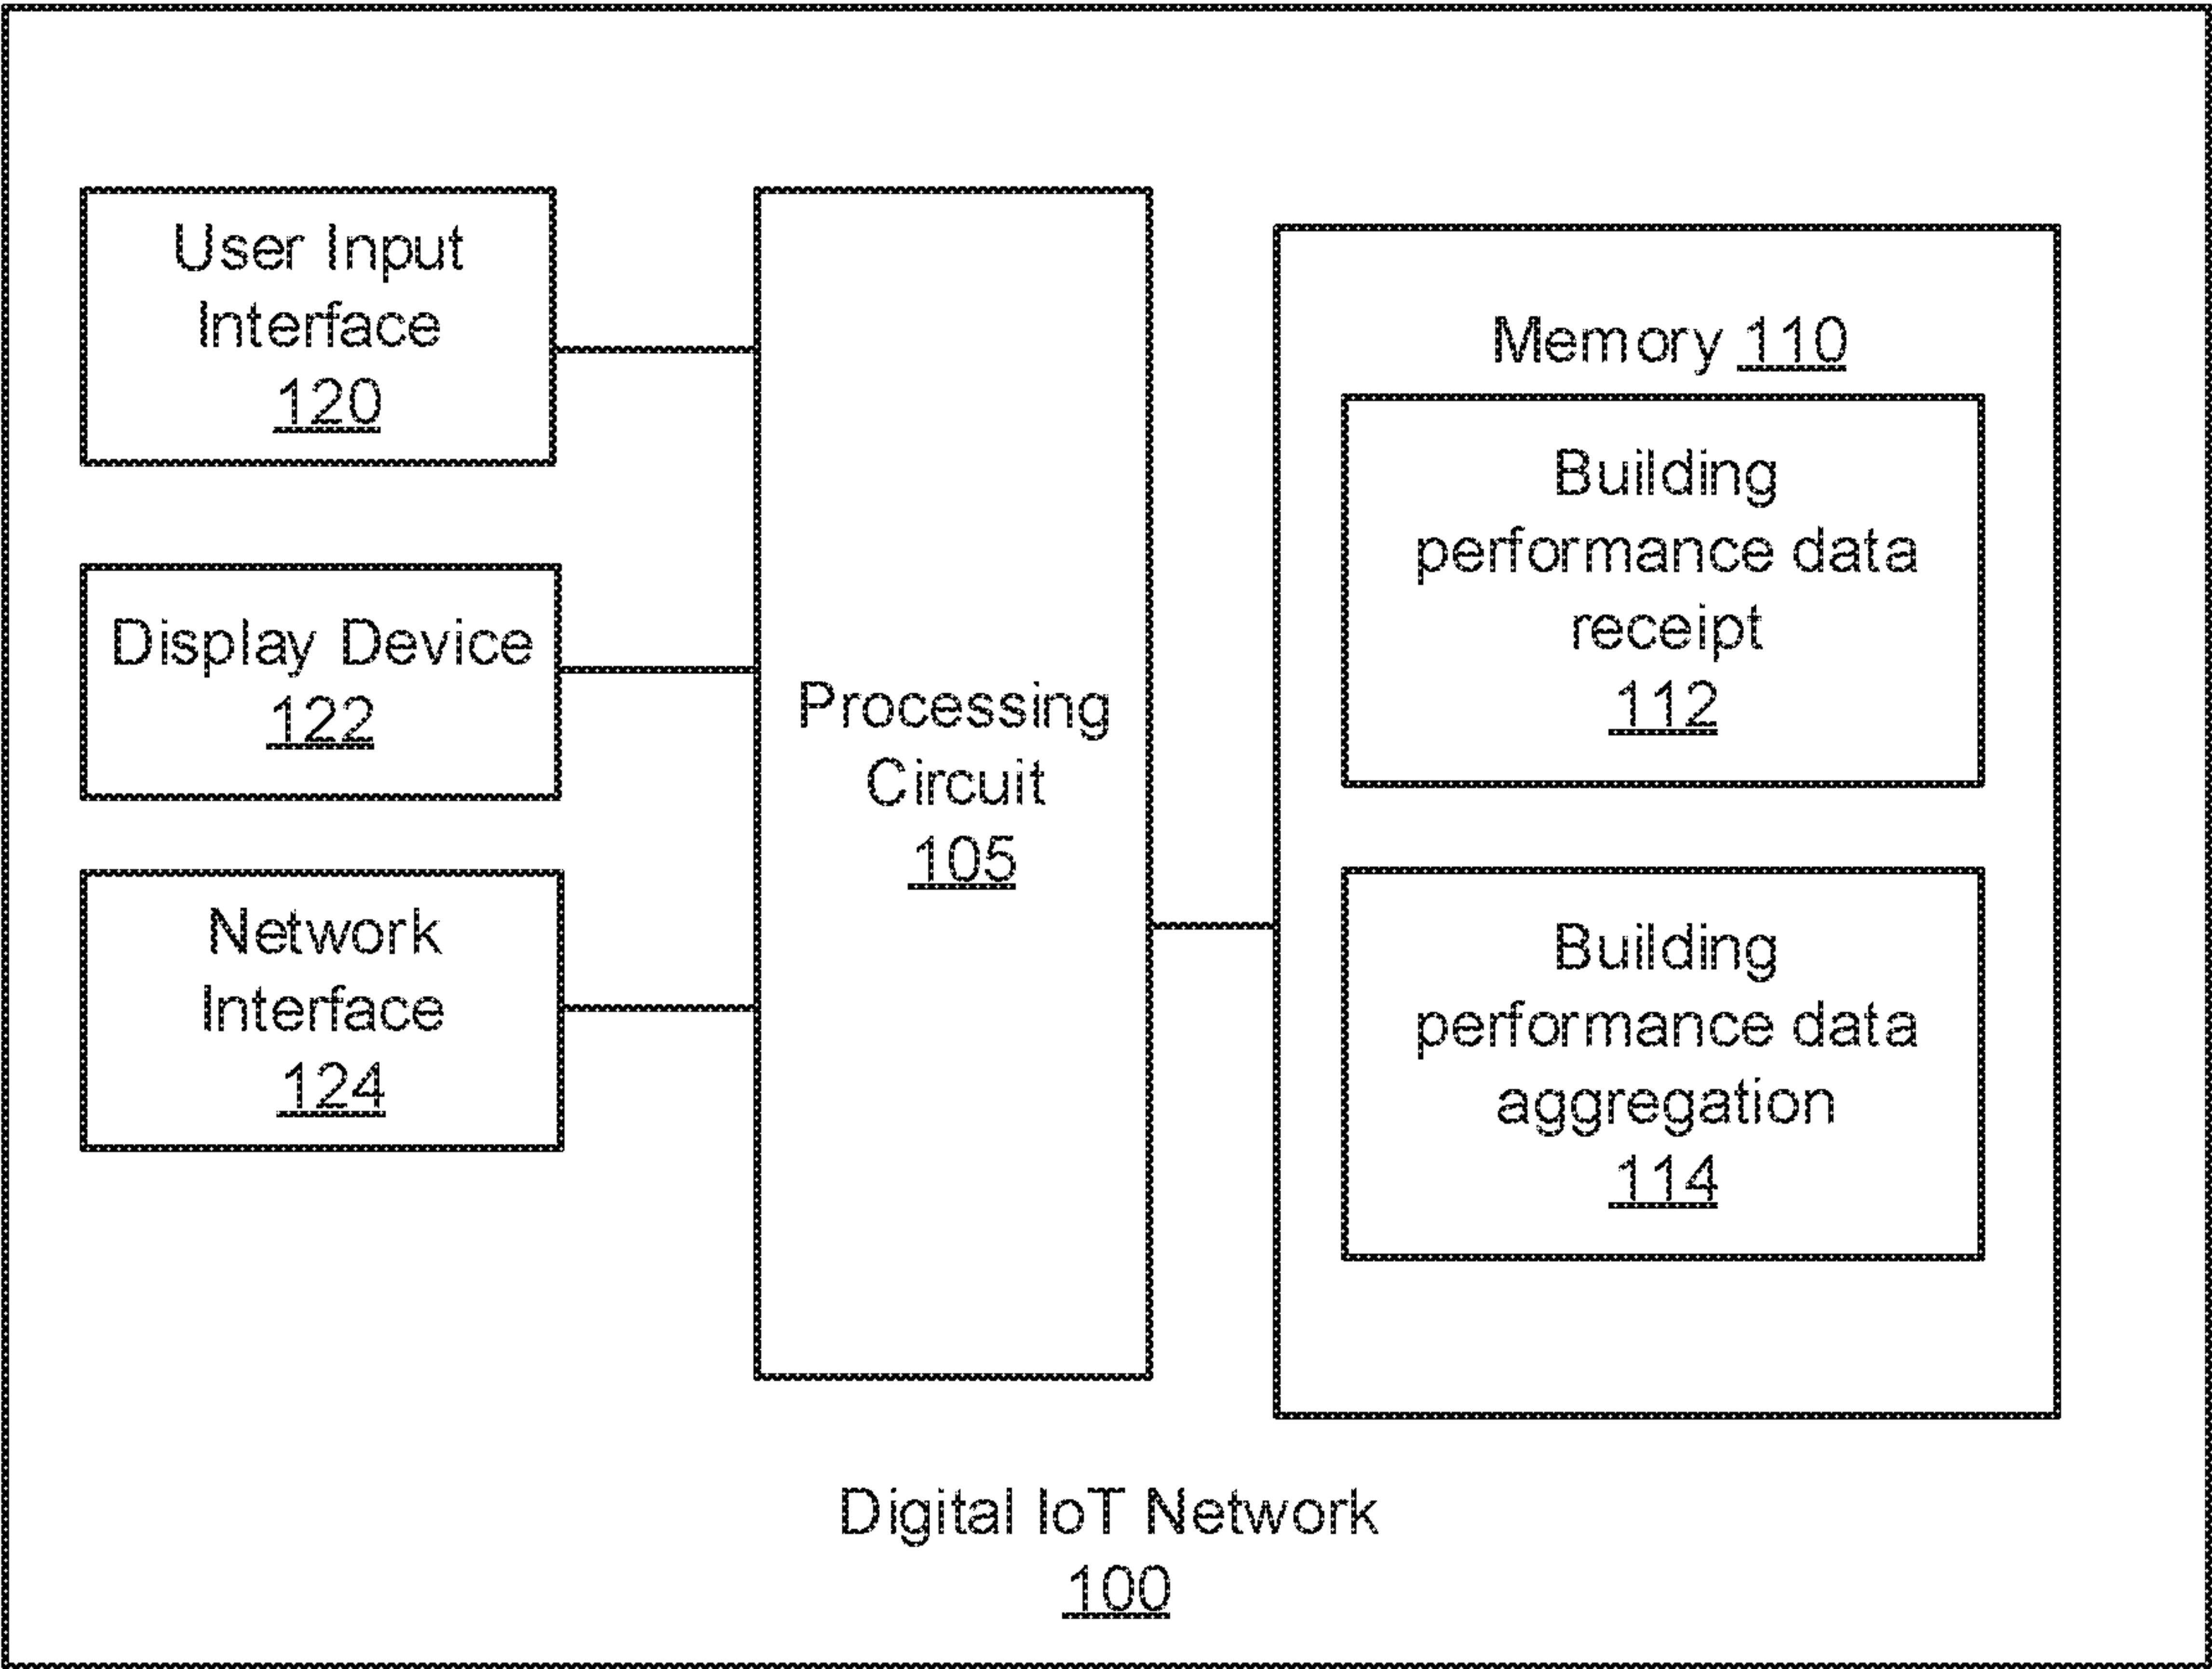 User Input
Interface
120
Display Device
122
Network
Interface
124
Processing
Circuit
105
Memory 110
Building
performance data
receipt
112
Building
performance data
aggregation
114
Digital IoT Network
100